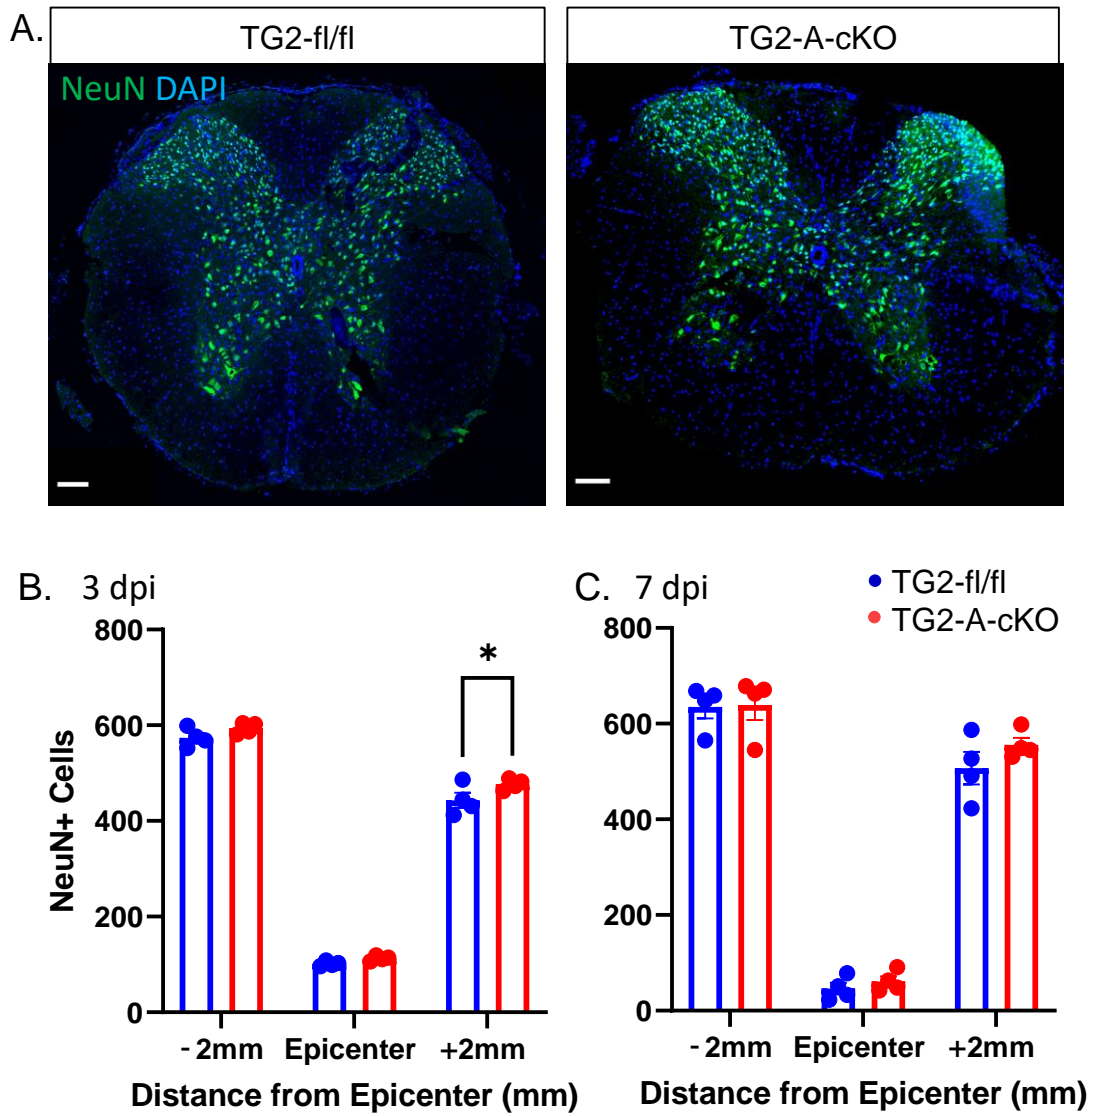 A.
TG2-fl/fl
TG2-A-cKO
NeuN DAPI
B. 3 dpi
C. 7 dpi
TG2-fl/fl
TG2-A-cKO
NeuN+ Cells
800
600
400
200
0
*
-2mm Epicenter +2mm
Distance from Epicenter (mm)
800
600
400
200
0
-2mm Epicenter +2mm
Distance from Epicenter (mm)